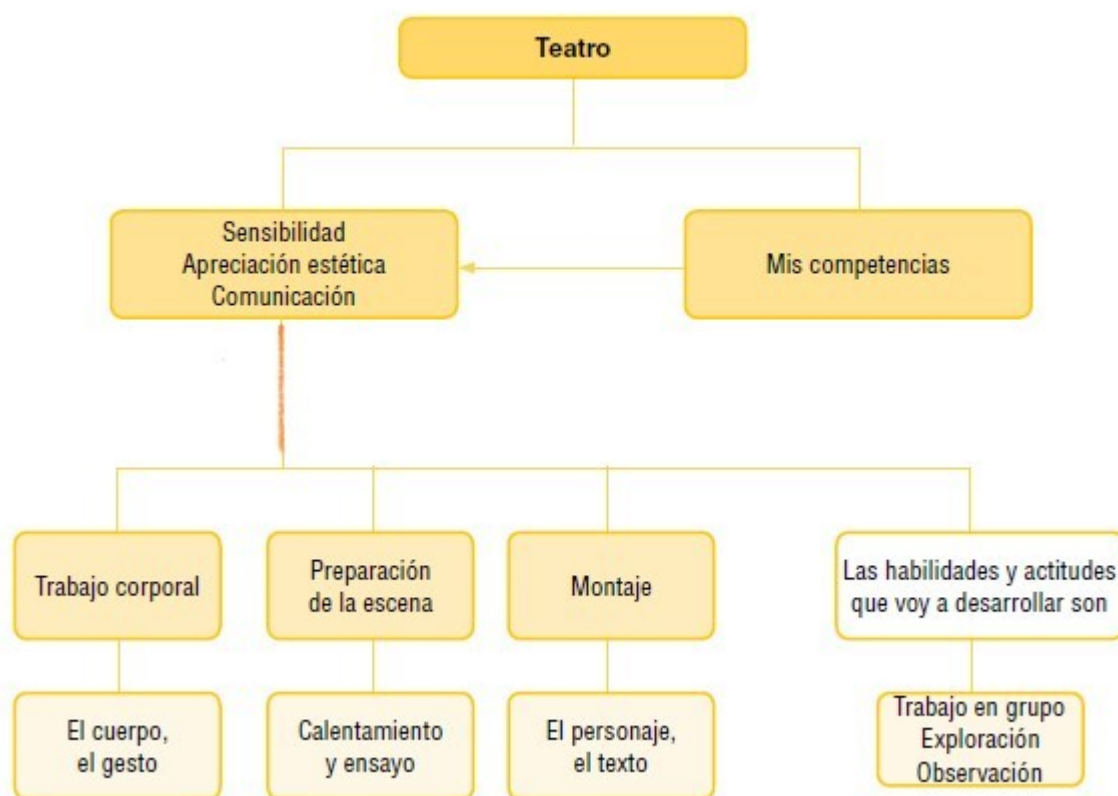 Teatro
Sensibilidad
Apreciación estética
Comunicación
Mis competencias
Trabajo corporal
Preparación
de la escena
Montaje
Las habilidades y actitudes
que voy a desarrollar son
El cuerpo,
el gesto
Calentamiento
y ensayo
El personaje,
el texto
Trabajo en grupo
Exploración
Observación